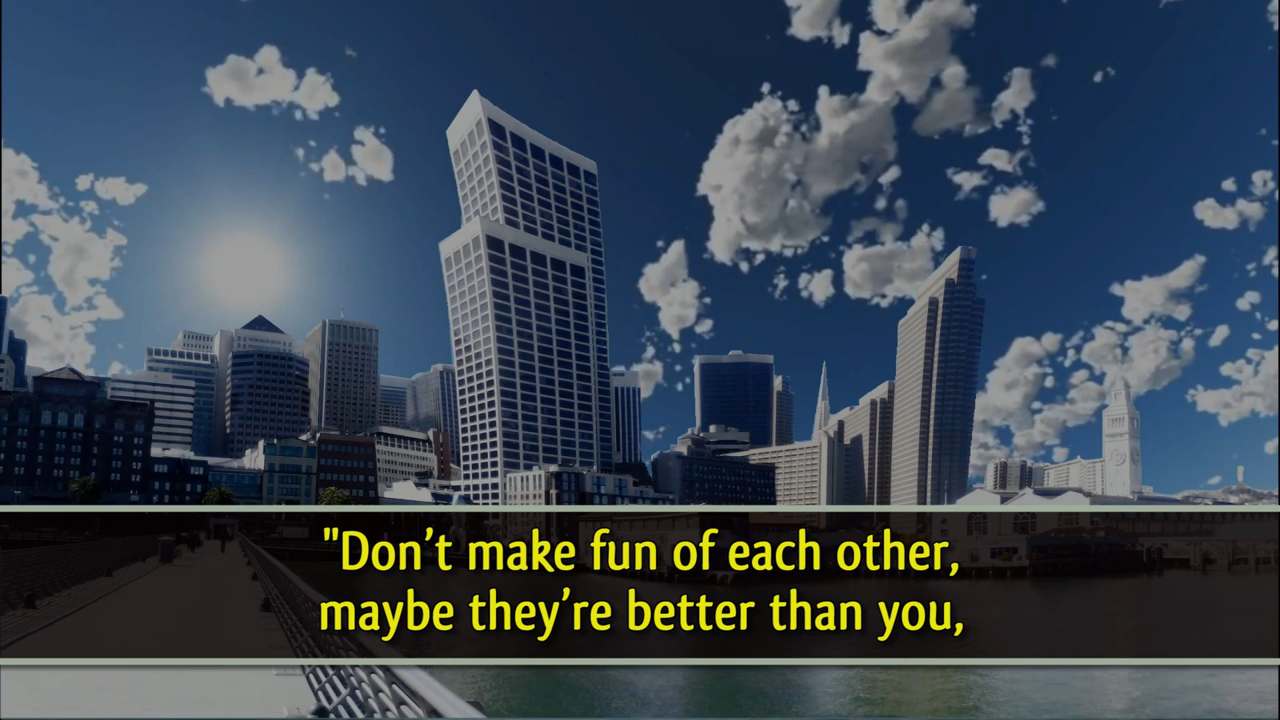 "Don’t make fun of each other,
maybe they’re better than you,